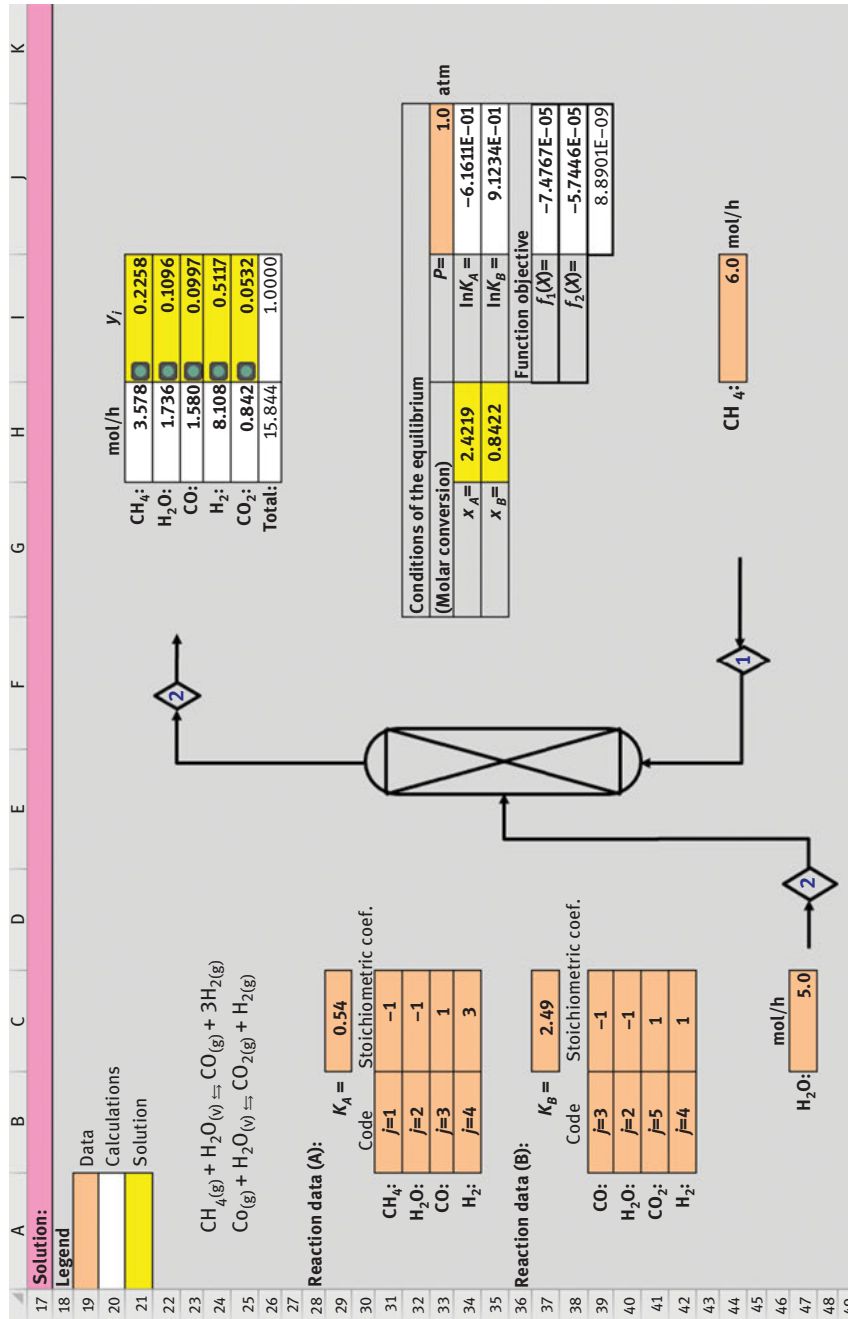 A B C D E F G H I J K
17 Solution:
18 Legend
19 Data
20 Calculations
21 Solution
22
23 CH4(g) + H2O(v) ⇆ CO(g) + 3H2(g)
24 Co(g) + H2O(v) ⇆ CO2(g) + H2(g)
25
26
27
28
29
30
31
32
33
34
35
36
37
38
39
40
41
42
43
44
45
46
47
48
49
mol/h yi
CH4: 3.578 0.2258
H2O: 1.736 0.1096
CO: 1.580 0.0997
H2: 8.108 0.5117
CO2: 0.842 0.0532
Total: 15.844 1.0000
Reaction data (A):
KA = 0.54
Code Stoichiometric coef.
CH4: j=1 −1
H2O: j=2 −1
CO: j=3 1
H2: j=4 3
Reaction data (B):
KB = 2.49
Code Stoichiometric coef.
CO: j=3 −1
H2O: j=2 −1
CO2: j=5 1
H2: j=4 1
mol/h
H2O: 5.0
2
2
1
Conditions of the equilibrium
(Molar conversion) P= 1.0 atm
xA= 2.4219 lnKA= −6.1611E−01
xB= 0.8422 lnKB= 9.1234E−01
Function objective
f1(X)= −7.4767E−05
f2(X)= −5.7446E−05
8.8901E−09
CH4: 6.0 mol/h